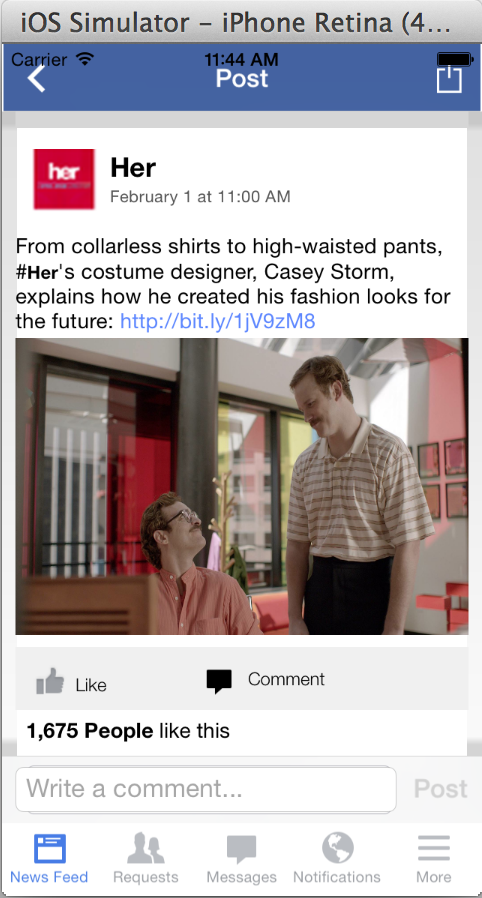 iOS Simulator – iPhone Retina (4...
Carrier 11:44 AM
Post
her
Her
February 1 at 11:00 AM
From collarless shirts to high-waisted pants,
#Her's costume designer, Casey Storm,
explains how he created his fashion looks for
the future: http://bit.ly/1jV9zM8
Like Comment
1,675 People like this
Write a comment... Post
News Feed Requests Messages Notifications More